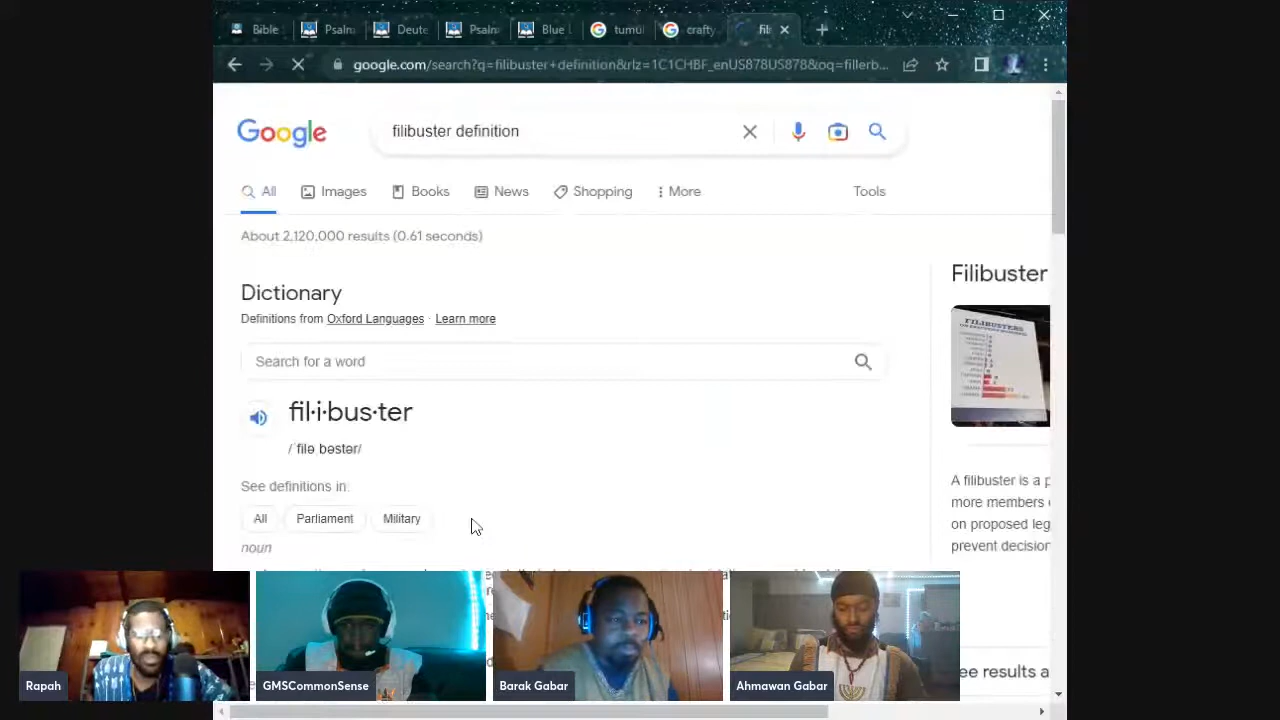 Bible
Psalm
Deute
Psalm
Blue
tumul
crafty
fili
google.com/search?q=filibuster+definition&rlz=1C1CHBF_enUS878US878&oq=fillerb...
Google
filibuster definition
All
Images
Books
News
Shopping
More
Tools
About 2,120,000 results (0.61 seconds)
Dictionary
Definitions from Oxford Languages · Learn more
Search for a word
fil·i·bus·ter
/ˈfiləˌbəstər/
See definitions in:
All
Parliament
Military
noun
Filibuster
FILIBUSTERS
A filibuster is a p
more members o
on proposed leg
prevent decision
ee results a
Rapah
GMSCommonSense
Barak Gabar
Ahmawan Gabar